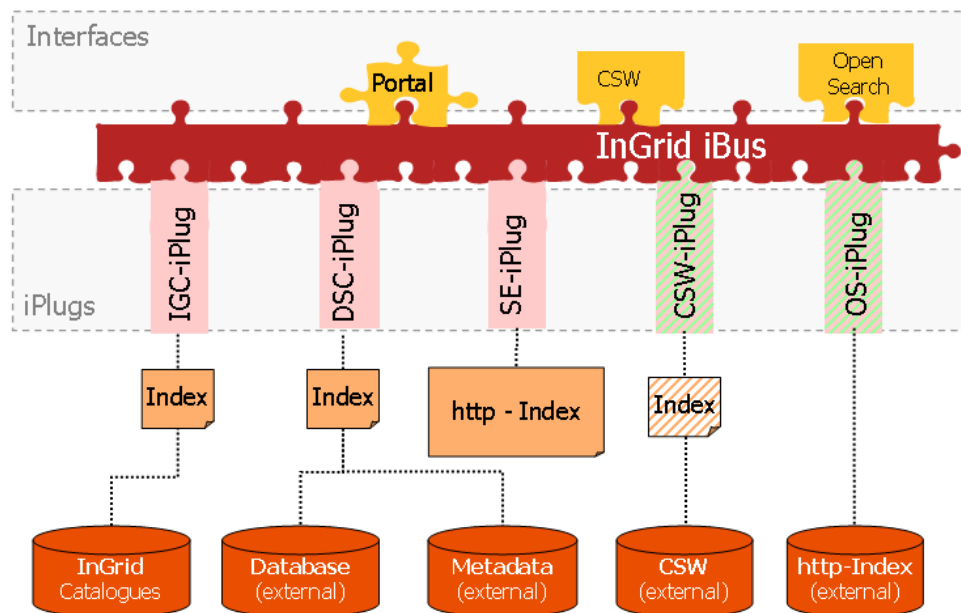 Interfaces
Portal
CSW
Open
Search
InGrid iBus
iPlugs
IGC-iPlug
DSC-iPlug
SE-iPlug
CSW-iPlug
OS-iPlug
Index
Index
http - Index
Index
InGrid
Catalogues
Database
(external)
Metadata
(external)
CSW
(external)
http-Index
(external)